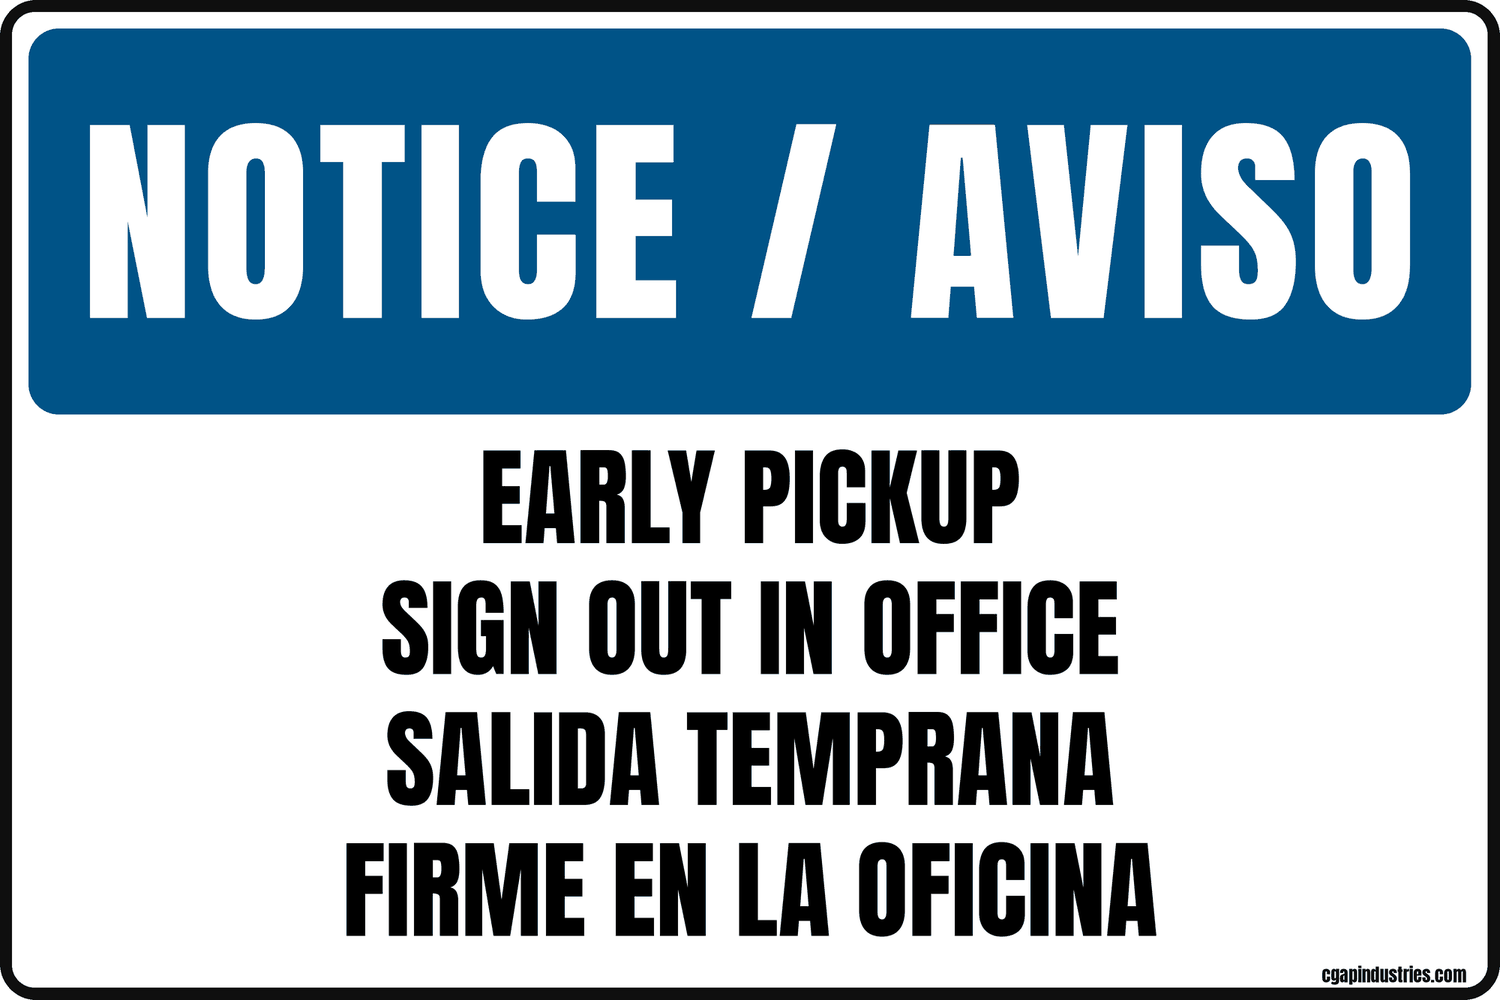 NOTICE / AVISO
EARLY PICKUP
SIGN OUT IN OFFICE
SALIDA TEMPRANA
FIRME EN LA OFICINA
cgapindustries.com